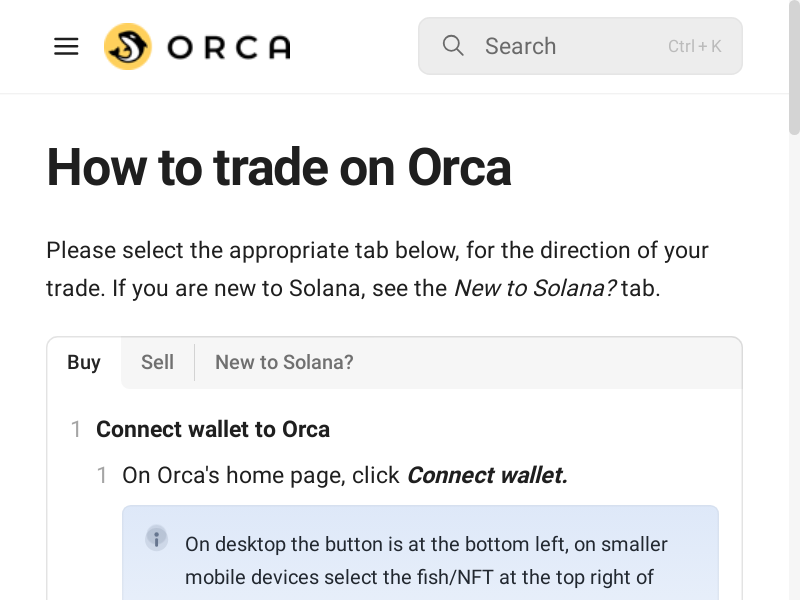 ORCA
Search
Ctrl + K
How to trade on Orca
Please select the appropriate tab below, for the direction of your
trade. If you are new to Solana, see the New to Solana? tab.
Buy
Sell
New to Solana?
1 Connect wallet to Orca
1 On Orca's home page, click Connect wallet.
On desktop the button is at the bottom left, on smaller
mobile devices select the fish/NFT at the top right of